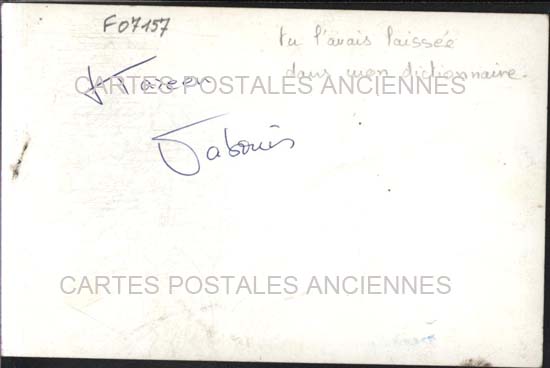 F07157
tu l'avais laissée
dans mon dictionnaire.
CARTES POSTALES ANCIENNES
CARTES POSTALES ANCIENNES